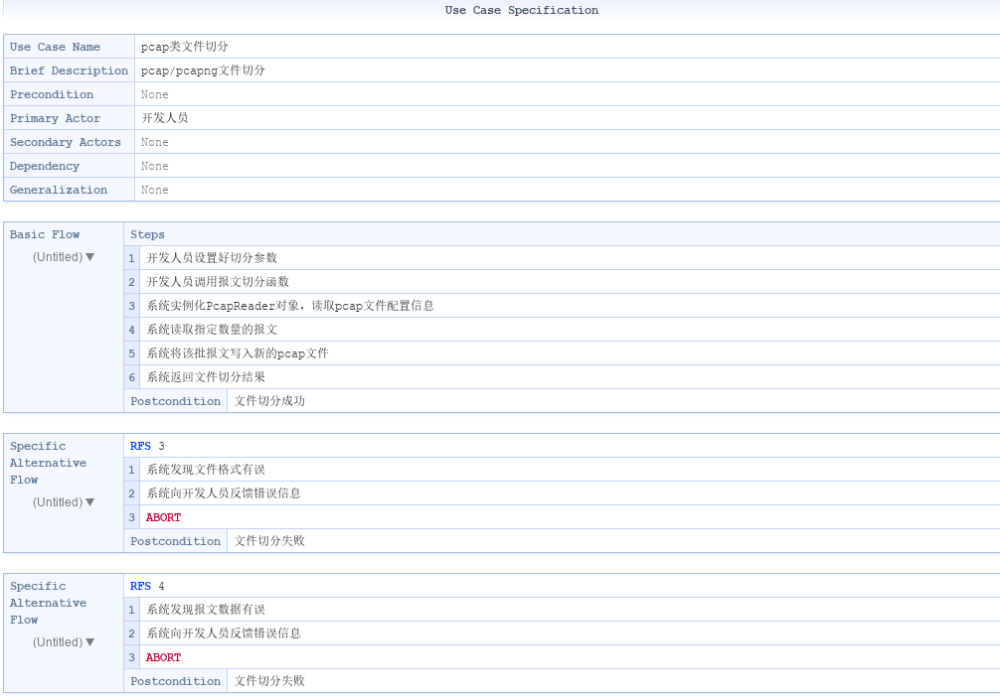 Use Case Specification
Use Case Name pcap类文件切分
Brief Description pcap/pcapng文件切分
Precondition None
Primary Actor 开发人员
Secondary Actors None
Dependency None
Generalization None
Basic Flow Steps
(Untitled) ▼
1 开发人员设置好切分参数
2 开发人员调用报文切分函数
3 系统实例化PcapReader对象，读取pcap文件配置信息
4 系统读取指定数量的报文
5 系统将该批报文写入新的pcap文件
6 系统返回文件切分结果
Postcondition 文件切分成功
Specific
Alternative
Flow
(Untitled) ▼
RFS 3
1 系统发现文件格式有误
2 系统向开发人员反馈错误信息
3 ABORT
Postcondition 文件切分失败
Specific
Alternative
Flow
(Untitled) ▼
RFS 4
1 系统发现报文数据有误
2 系统向开发人员反馈错误信息
3 ABORT
Postcondition 文件切分失败